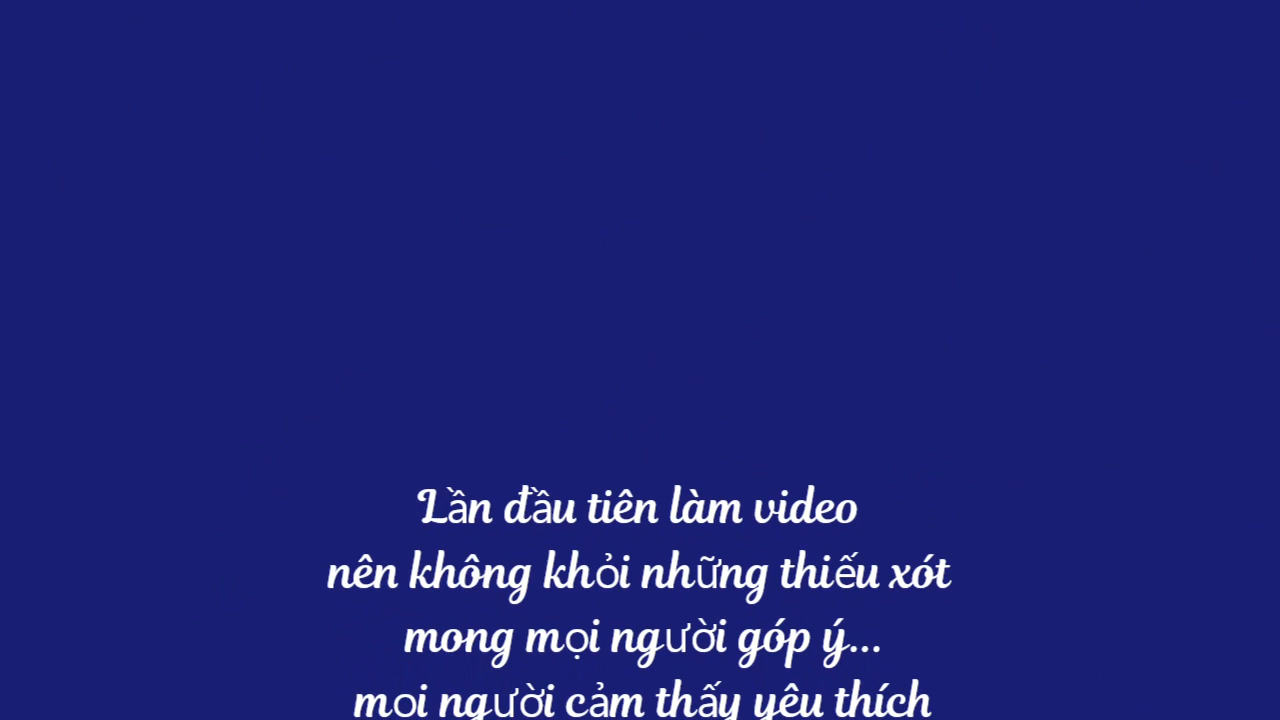 Lần đầu tiên làm video
nên không khỏi những thiếu xót
mong mọi người góp ý...
mọi người cảm thấy yêu thích